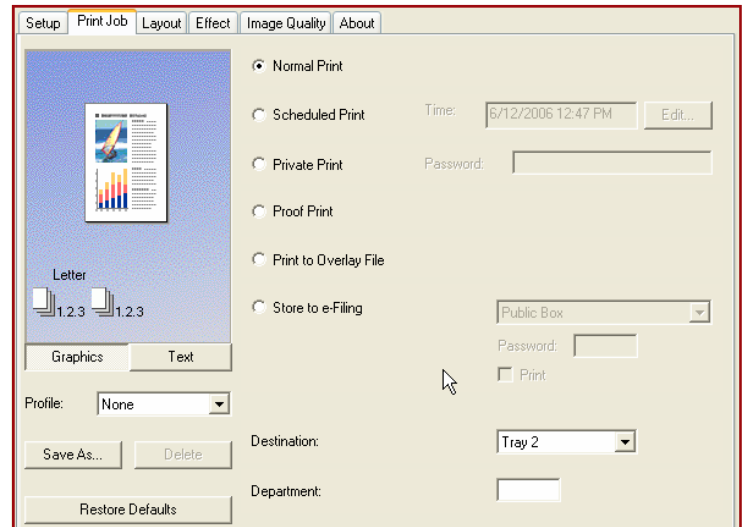 Setup Print Job Layout Effect Image Quality About
Normal Print
Scheduled Print Time: 6/12/2006 12:47 PM Edit...
Private Print Password:
Proof Print
Print to Overlay File
Letter
1.2.3 1.2.3
Store to e-Filing Public Box
Password:
Print
Graphics Text
Profile: None
Save As... Delete
Restore Defaults
Destination: Tray 2
Department: